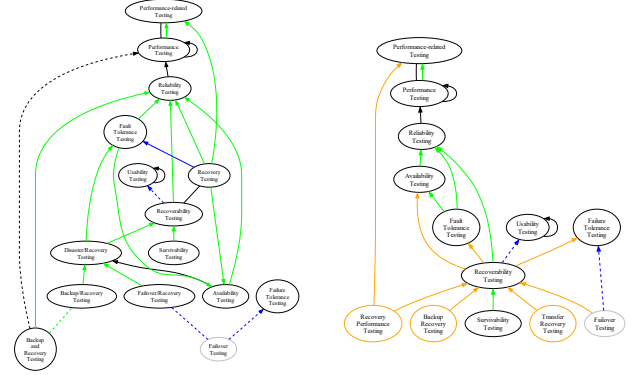 Performance-related
Testing
Performance
Testing
Reliability
Testing
Fault
Tolerance
Testing
Usability
Testing
Recovery
Testing
Recoverability
Testing
Disaster/Recovery
Testing
Survivability
Testing
Backup/Recovery
Testing
Failover/Recovery
Testing
Availability
Testing
Failure
Tolerance
Testing
Backup
and
Recovery
Testing
Failover
Testing
Performance-related
Testing
Performance
Testing
Reliability
Testing
Availability
Testing
Fault
Tolerance
Testing
Usability
Testing
Failure
Tolerance
Testing
Recoverability
Testing
Recovery
Performance
Testing
Backup
Recovery
Testing
Survivability
Testing
Transfer
Recovery
Testing
Failover
Testing